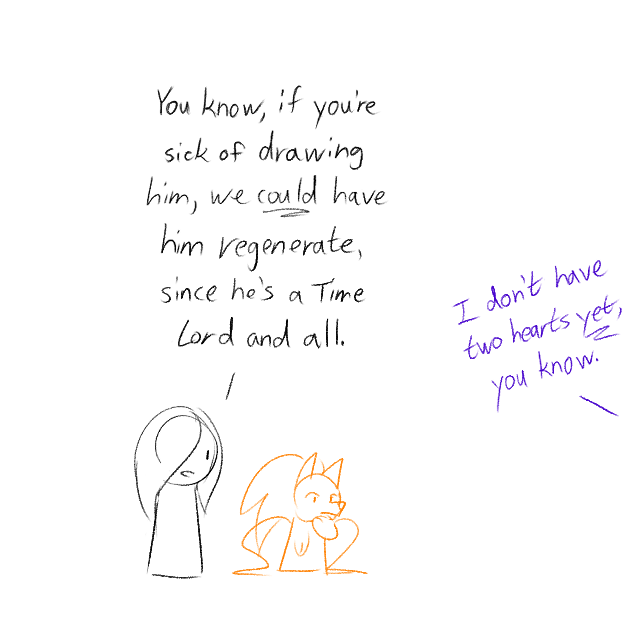 You know, if you're
sick of drawing
him, we could have
him regenerate,
since he's a Time
Lord and all.
I don't have
two hearts yet,
you know.